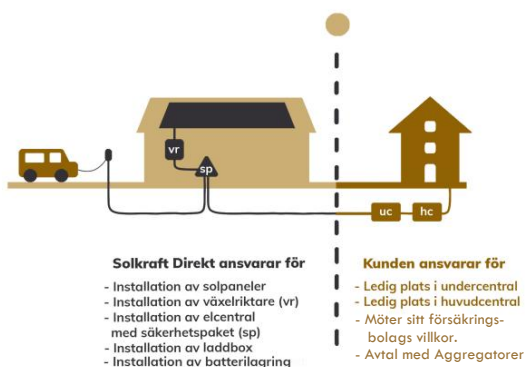 vr
sp
uc
hc
Solkraft Direkt ansvarar för
- Installation av solpaneler
- Installation av växelriktare (vr)
- Installation av elcentral
med säkerhetspaket (sp)
- Installation av laddbox
- Installation av batterilagring
Kunden ansvarar för
- Ledig plats i undercentral
- Ledig plats i huvudcentral
- Möter sitt försäkrings-
bolags villkor.
- Avtal med Aggregatorer